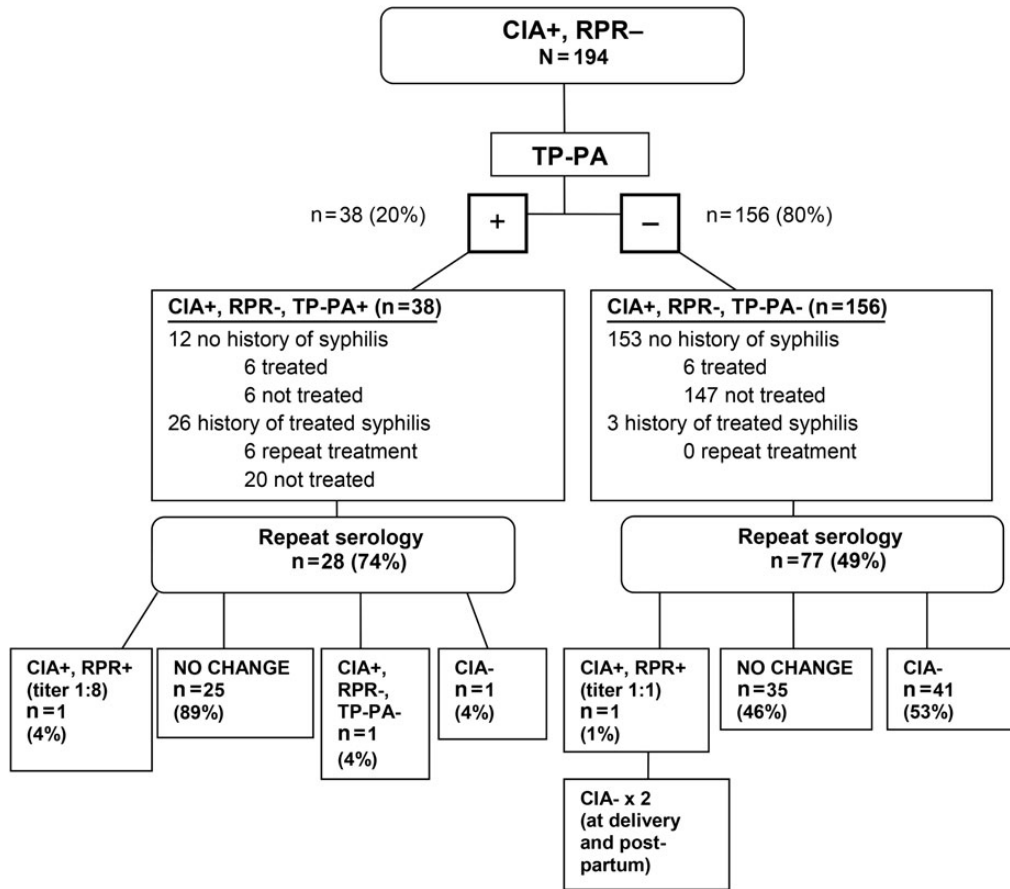 CIA+, RPR–
N = 194
TP-PA
n=38 (20%)
+
–
n=156 (80%)
CIA+, RPR-, TP-PA+ (n=38)
12 no history of syphilis
6 treated
6 not treated
26 history of treated syphilis
6 repeat treatment
20 not treated
CIA+, RPR-, TP-PA- (n=156)
153 no history of syphilis
6 treated
147 not treated
3 history of treated syphilis
0 repeat treatment
Repeat serology
n=28 (74%)
Repeat serology
n=77 (49%)
CIA+, RPR+
(titer 1:8)
n=1
(4%)
NO CHANGE
n=25
(89%)
CIA+,
RPR-,
TP-PA-
n=1
(4%)
CIA-
n=1
(4%)
CIA+, RPR+
(titer 1:1)
n=1
(1%)
NO CHANGE
n=35
(46%)
CIA-
n=41
(53%)
CIA- x 2
(at delivery
and post-
partum)